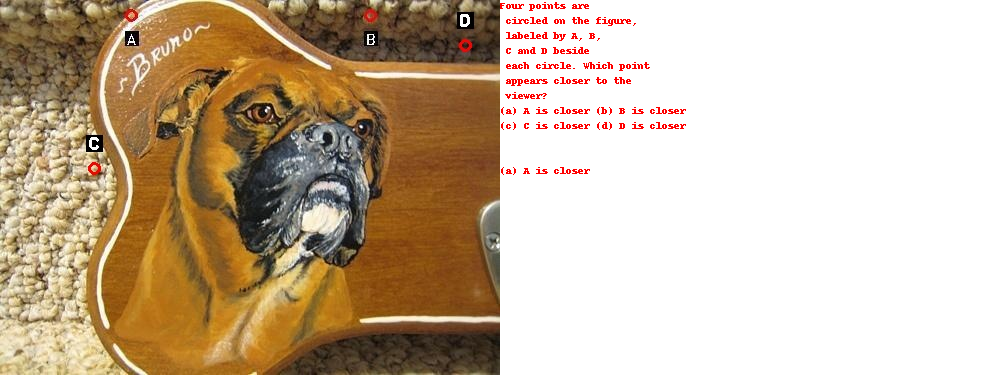 A
B
D
~Bruno~
C
Four points are
circled on the figure,
labeled by A, B,
C and D beside
each circle. Which point
appears closer to the
viewer?
(a) A is closer (b) B is closer
(c) C is closer (d) D is closer
(a) A is closer